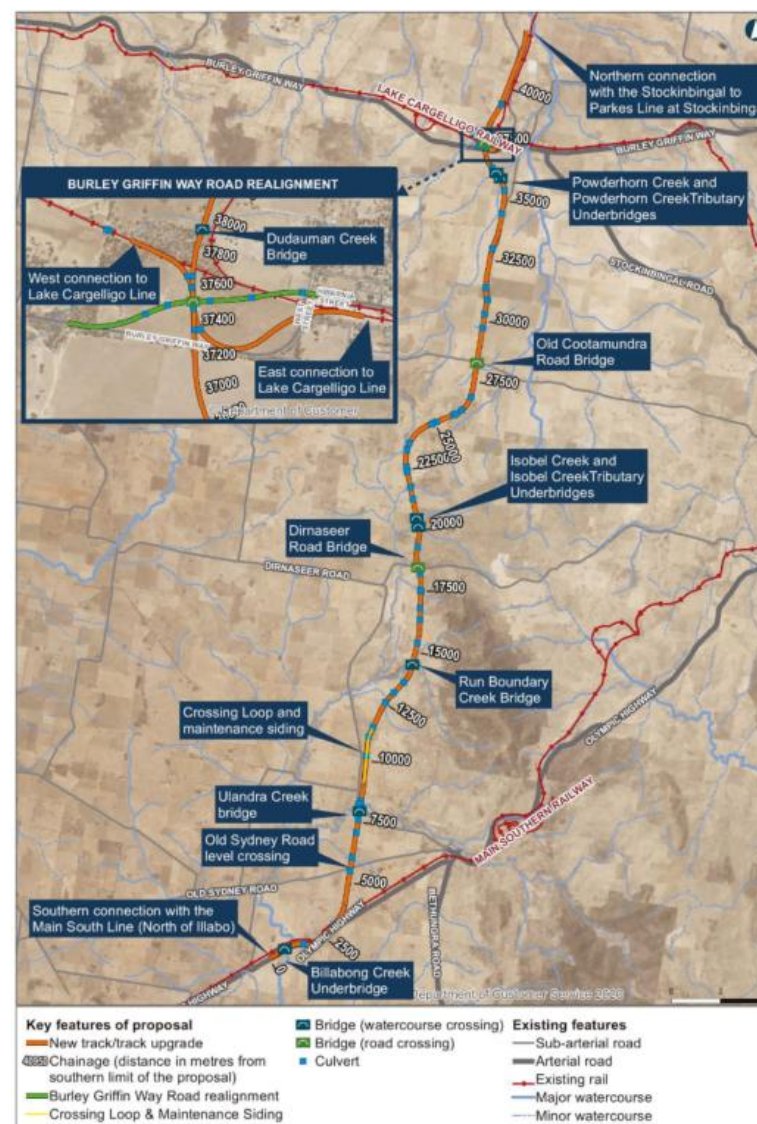 BURLEY GRIFFIN WAY
LAKE CARGELLIGO RAILWAY
40000
Northern connection
with the Stockinbingal to
Parkes Line at Stockinbinga
BURLEY GRIFFIN WAY
BURLEY GRIFFIN WAY ROAD REALIGNMENT
38000
Dudauman Creek
Bridge
37800
West connection to
Lake Cargelligo Line
37600
37400
HIBERNIA
STREET
WEST
STREET
BURLEY GRIFFIN WAY
37200
37000
East connection to
Lake Cargelligo Line
Department of Customer
Powderhorn Creek and
Powderhorn CreekTributary
Underbridges
35000
32500
STOCKINBINGAL ROAD
30000
Old Cootamundra
Road Bridge
27500
25000
22500
Isobel Creek and
Isobel CreekTributary
Underbridges
20000
Dirnaseer
Road Bridge
DIRNASEER ROAD
17500
15000
Run Boundary
Creek Bridge
12500
Crossing Loop and
maintenance siding
10000
OLYMPIC HIGHWAY
Ulandra Creek
bridge
7500
MAIN SOUTHERN RAILWAY
Old Sydney Road
level crossing
5000
OLD SYDNEY ROAD
BETHUNGRA ROAD
Southern connection with the
Main South Line (North of Illabo)
OLYMPIC HIGHWAY
2500
0
HIGHWAY
Billabong Creek
Underbridge
Department of Customer Service 2020
Key features of proposal
New track/track upgrade
Chainage (distance in metres from
southern limit of the proposal)
Burley Griffin Way Road realignment
Crossing Loop & Maintenance Siding
Bridge (watercourse crossing)
Bridge (road crossing)
Culvert
Existing features
Sub-arterial road
Arterial road
Existing rail
Major watercourse
Minor watercourse